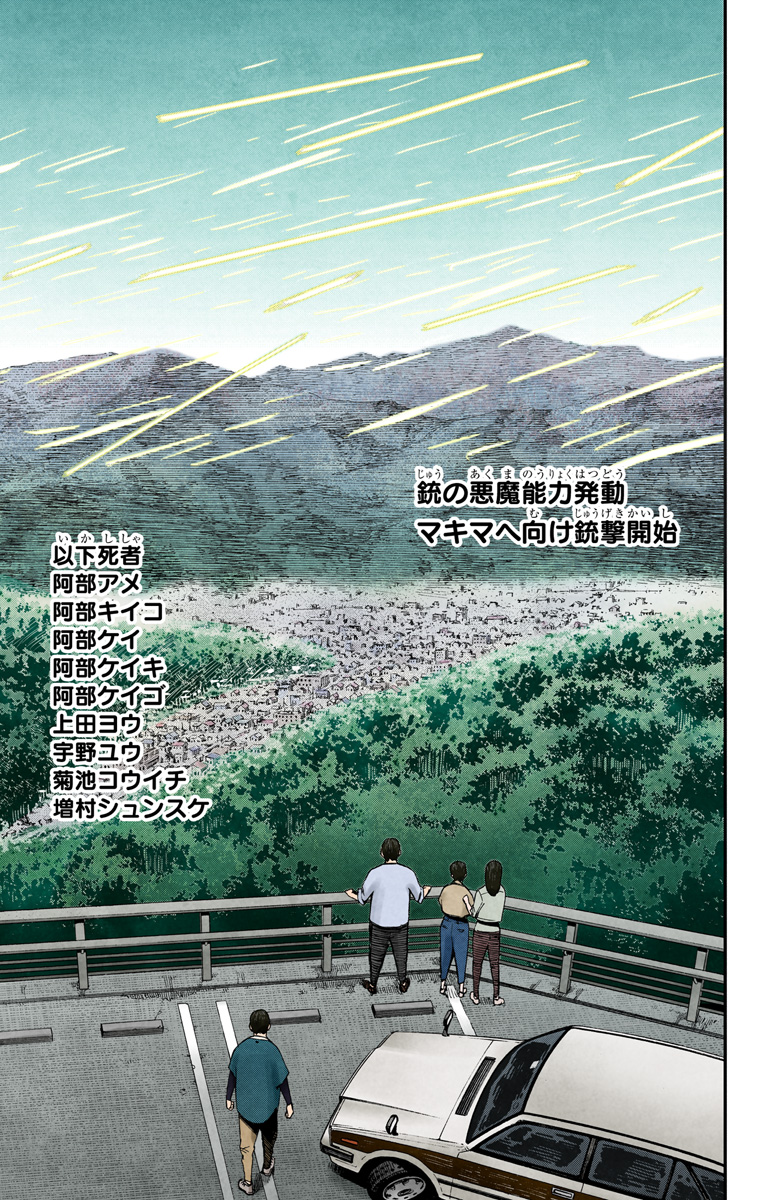 銃の悪魔能力発動
マキマへ向け銃撃開始
以下死者
阿部アメ
阿部キイコ
阿部ケイ
阿部ケイキ
阿部ケイゴ
上田ヨウ
宇野ユウ
菊池コウイチ
増村シュンスケ